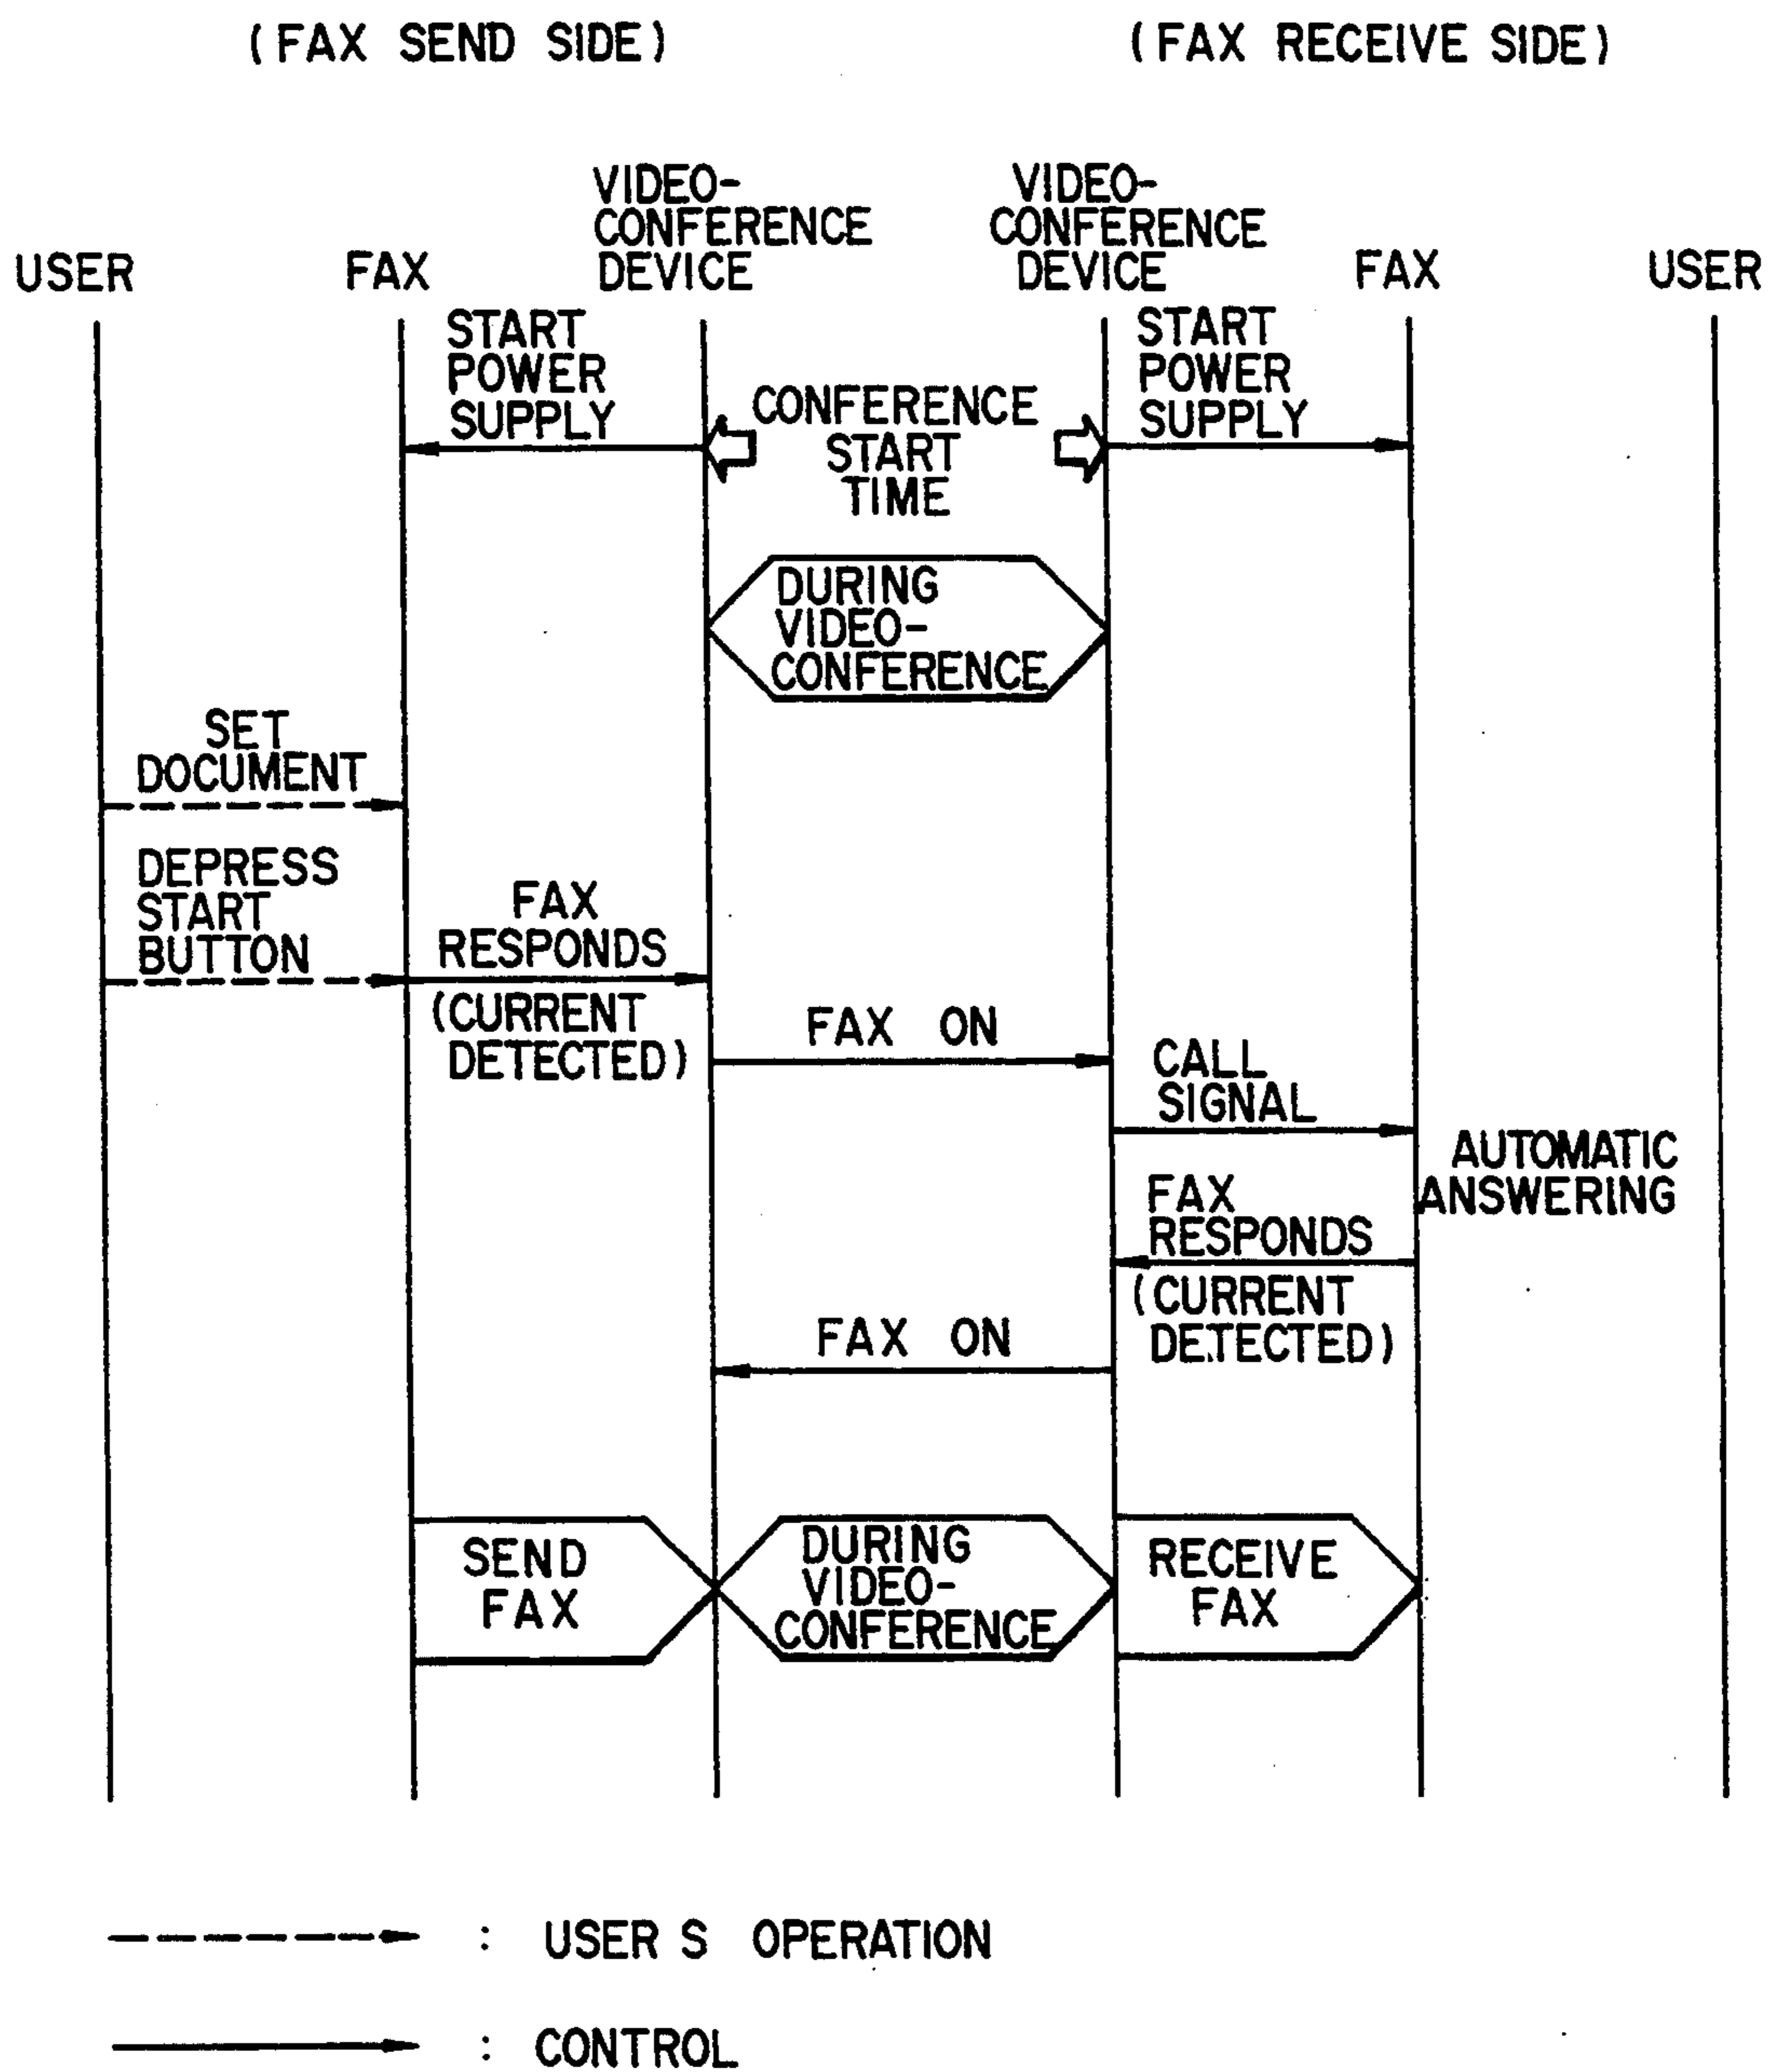 (FAX SEND SIDE)
(FAX RECEIVE SIDE)
USER
FAX
VIDEO-
CONFERENCE
DEVICE
VIDEO-
CONFERENCE
DEVICE
FAX
USER
START
POWER
SUPPLY
CONFERENCE
START
TIME
START
POWER
SUPPLY
DURING
VIDEO-
CONFERENCE
SET
DOCUMENT
DEPRESS
START
BUTTON
FAX
RESPONDS
(CURRENT
DETECTED)
FAX ON
CALL
SIGNAL
AUTOMATIC
ANSWERING
FAX
RESPONDS
(CURRENT
DETECTED)
FAX ON
SEND
FAX
DURING
VIDEO-
CONFERENCE
RECEIVE
FAX
: USER S OPERATION
: CONTROL